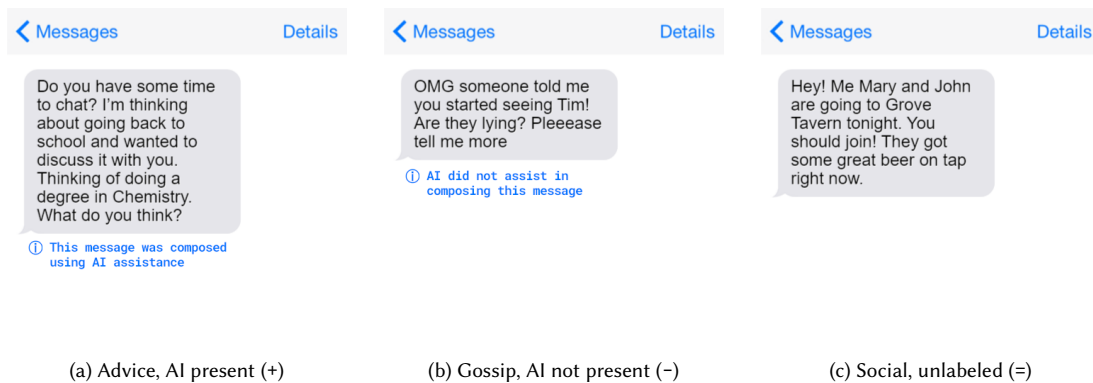 Messages
Details
Do you have some time
to chat? I'm thinking
about going back to
school and wanted to
discuss it with you.
Thinking of doing a
degree in Chemistry.
What do you think?
This message was composed
using AI assistance
(a) Advice, AI present (+)
Messages
Details
OMG someone told me
you started seeing Tim!
Are they lying? Pleeease
tell me more
AI did not assist in
composing this message
(b) Gossip, AI not present (−)
Messages
Details
Hey! Me Mary and John
are going to Grove
Tavern tonight. You
should join! They got
some great beer on tap
right now.
(c) Social, unlabeled (=)